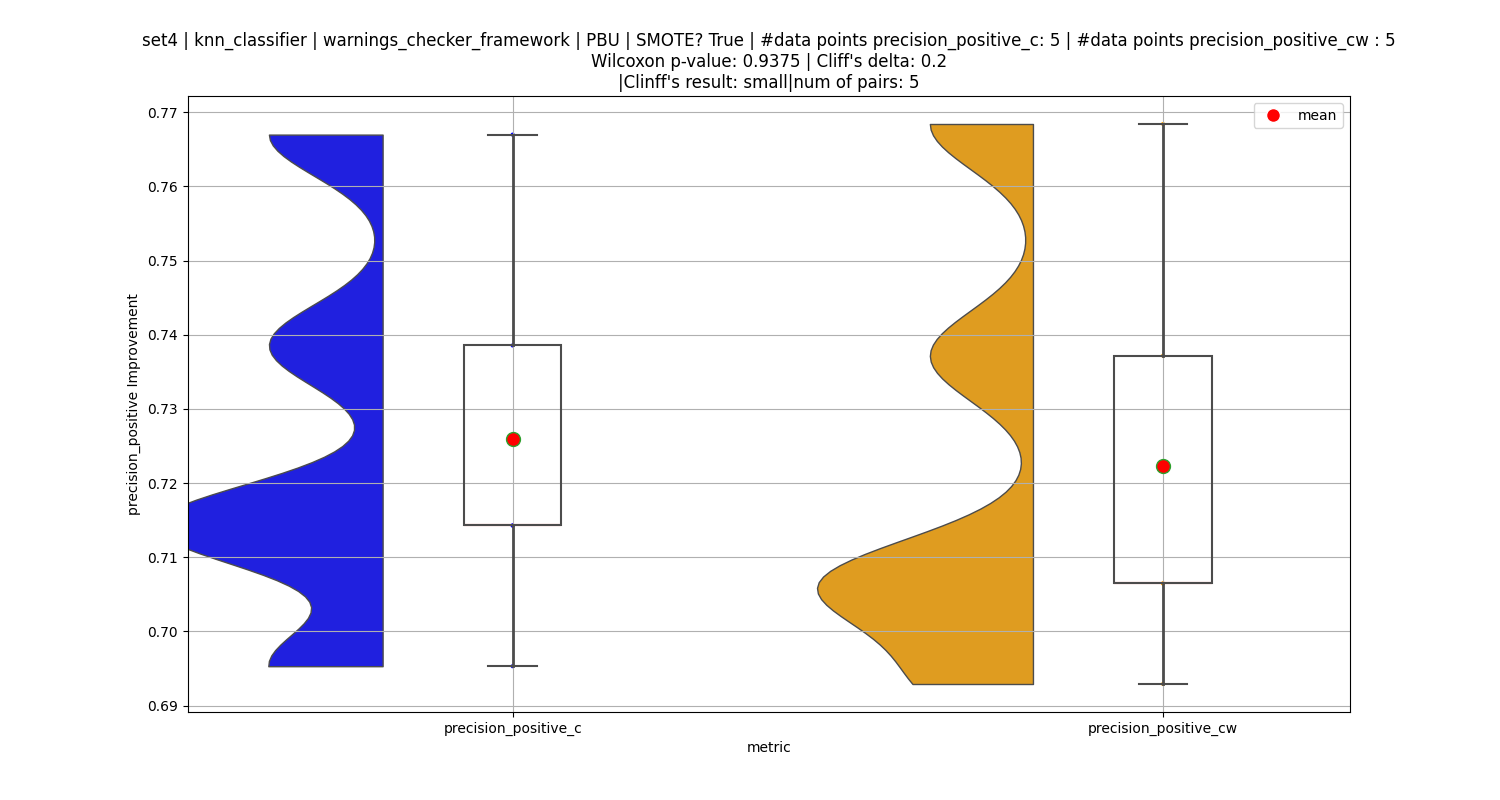 set4 | knn_classifier | warnings_checker_framework | PBU | SMOTE? True | #data points precision_positive_c: 5 | #data points precision_positive_cw : 5
Wilcoxon p-value: 0.9375 | Cliff's delta: 0.2
|Clinff's result: small|num of pairs: 5
mean
0.77
0.76
0.75
0.74
0.73
0.72
0.71
0.70
0.69
precision_positive Improvement
precision_positive_c
precision_positive_cw
metric